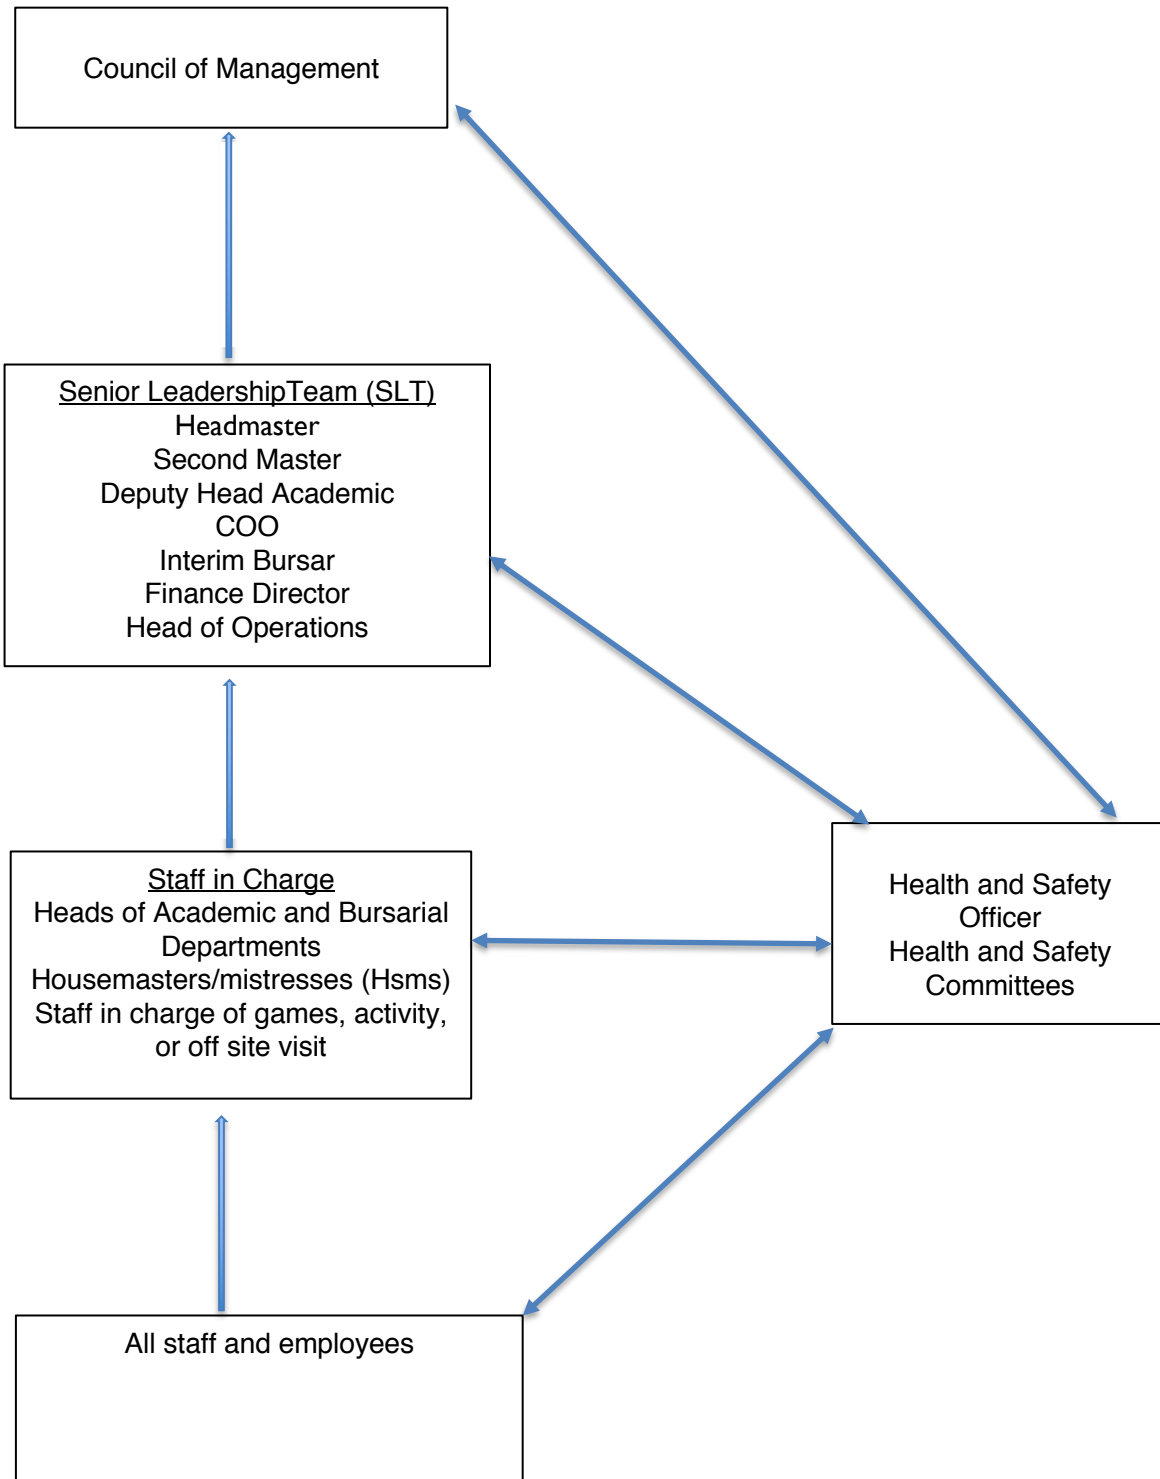 Council of Management
Senior LeadershipTeam (SLT)
Headmaster
Second Master
Deputy Head Academic
COO
Interim Bursar
Finance Director
Head of Operations
Staff in Charge
Heads of Academic and Bursarial
Departments
Housemasters/mistresses (Hsms)
Staff in charge of games, activity,
or off site visit
Health and Safety
Officer
Health and Safety
Committees
All staff and employees